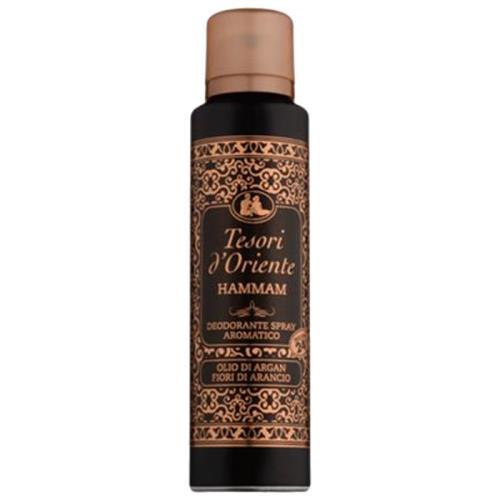 Tesori
d'Oriente
HAMMAM
DEODORANTE SPRAY
AROMATICO
OLIO DI ARGAN
FIORI DI ARANCIO